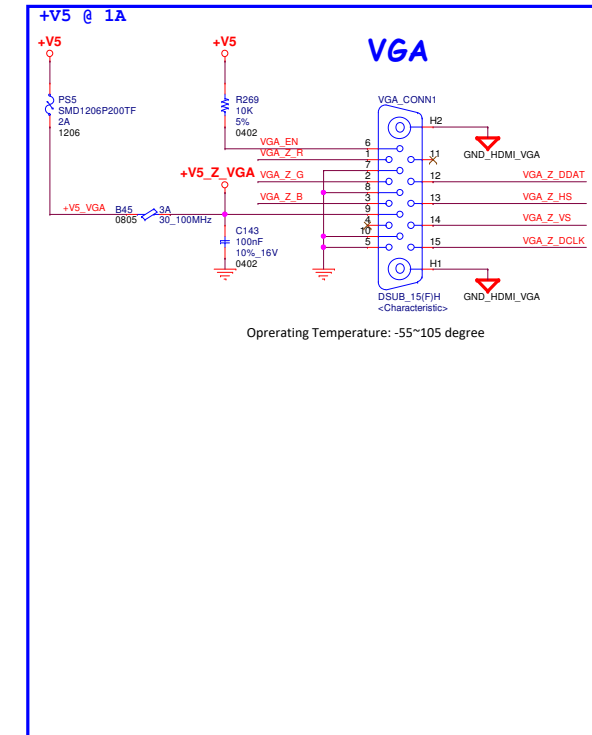 +V5 @ 1A
VGA
+V5
+V5
PS5
SMD1206P200TF
2A
1206
R269
10K
5%
0402
VGA_CONN1
H2
GND_HDMI_VGA
VGA_EN
6
VGA_Z_R
1
11
7
+V5_Z_VGA
VGA_Z_G
2
12
VGA_Z_DDAT
8
VGA_Z_B
3
13
VGA_Z_HS
+V5_VGA
B45
0805
3A
30_100MHz
9
4
14
VGA_Z_VS
10
5
15
VGA_Z_DCLK
C143
100nF
10%_16V
0402
H1
GND_HDMI_VGA
DSUB_15(F)H
<Characteristic>
Oprerating Temperature: -55~105 degree